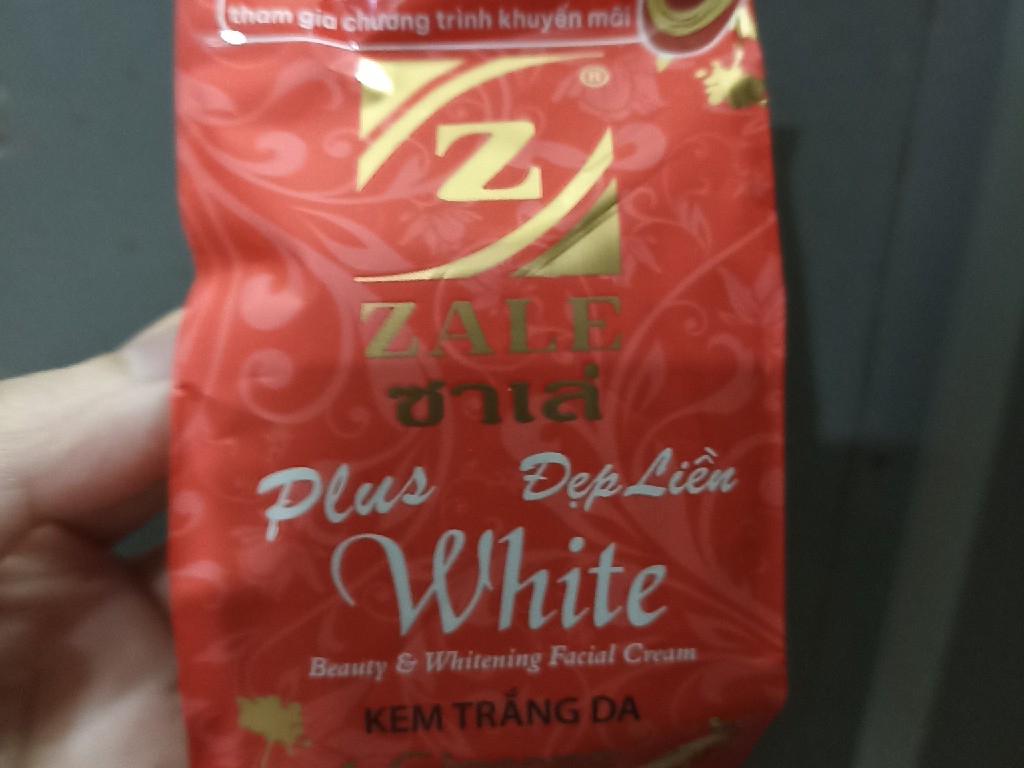 tham gia chương trình khuyến mãi
®
Z
ZALE
ซาเล่
Plus Đẹp Liền
White
Beauty & Whitening Facial Cream
KEM TRẮNG DA